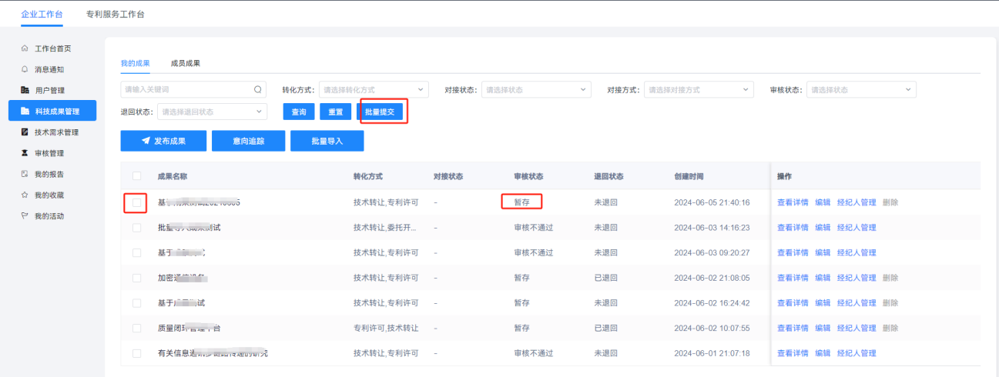 企业工作台 专利服务工作台
工作台首页
消息通知
用户管理
科技成果管理
技术需求管理
审核管理
我的报告
我的收藏
我的活动
我的成果 成员成果
请输入关键词 转化方式: 请选择转化方式 对接状态: 请选择状态 对接方式: 请选择对接方式 审核状态: 请选择状态
退回状态: 请选择退回状态 查询 重置 批量提交
发布成果 意向追踪 批量导入
成果名称 转化方式 对接状态 审核状态 退回状态 创建时间 操作
技术转让,专利许可 - 暂存 未退回 2024-06-05 21:40:16 查看详情 编辑 经纪人管理 删除
技术转让,委托开... - 审核不通过 未退回 2024-06-03 14:16:23 查看详情 编辑 经纪人管理
基于 技术转让,专利许可 - 审核不通过 未退回 2024-06-03 09:20:27 查看详情 编辑 经纪人管理
加密 技术转让,专利许可 - 暂存 已退回 2024-06-02 21:08:05 查看详情 编辑 经纪人管理 删除
基于 技术转让,专利许可 - 暂存 未退回 2024-06-02 16:24:42 查看详情 编辑 经纪人管理 删除
质量闭环 专利许可,技术转让 - 暂存 已退回 2024-06-02 10:07:55 查看详情 编辑 经纪人管理 删除
有关信息 的研究 技术转让,专利许可 - 审核不通过 未退回 2024-06-01 21:07:18 查看详情 编辑 经纪人管理